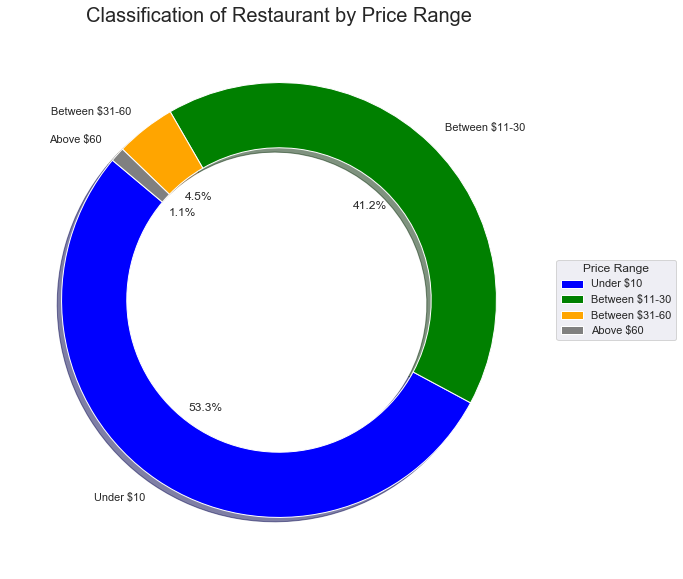 Classification of Restaurant by Price Range
Between $31-60
Between $11-30
Above $60
4.5%
41.2%
1.1%
Price Range
Under $10
Between $11-30
Between $31-60
Above $60
53.3%
Under $10